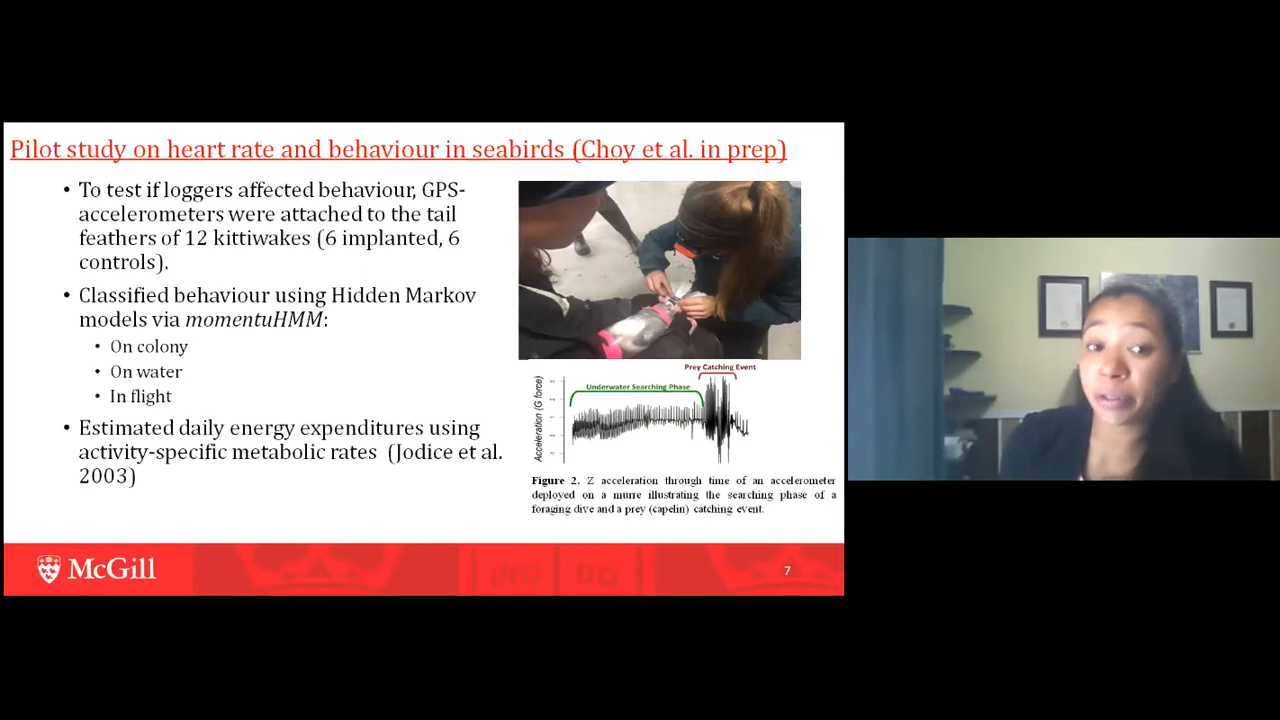 Pilot study on heart rate and behaviour in seabirds (Choy et al. in prep)
• To test if loggers affected behaviour, GPS-
accelerometers were attached to the tail
feathers of 12 kittiwakes (6 implanted, 6
controls).
• Classified behaviour using Hidden Markov
models via momentuHMM:
• On colony
• On water
• In flight
• Estimated daily energy expenditures using
activity-specific metabolic rates (Jodice et al.
2003)
Prey Catching Event
Underwater Searching Phase
Acceleration (G force)
Figure 2. Z acceleration through time of an accelerometer
deployed on a murre illustrating the searching phase of a
foraging dive and a prey (capelin) catching event.
McGill
7